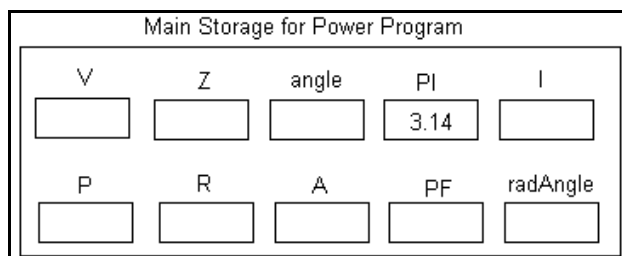 Main Storage for Power Program
V Z angle PI I
3.14
P R A PF radAngle